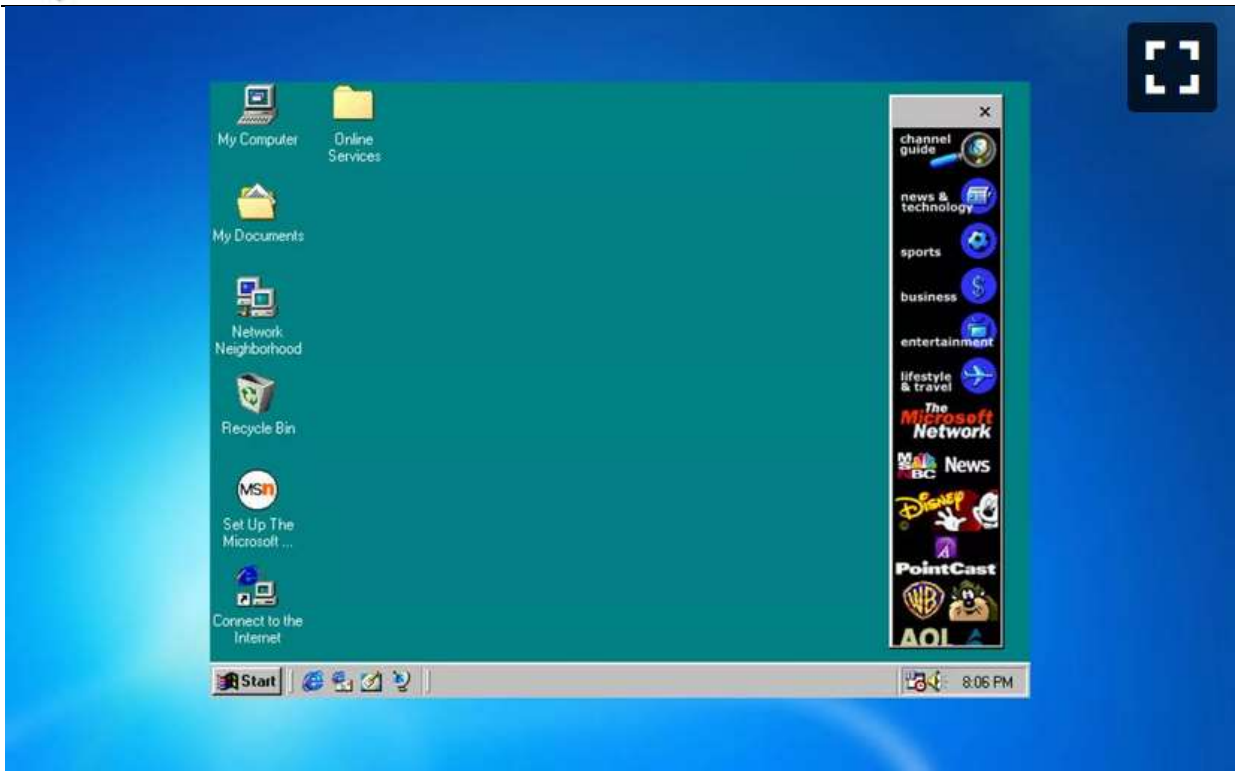 My Computer
Online
Services
My Documents
Network
Neighborhood
Recycle Bin
MSn
Set Up The
Microsoft ...
Connect to the
Internet
×
channel
guide
news &
technology
sports
business
entertainment
lifestyle
& travel
The
Microsoft
Network
MSNBC News
Disney
PointCast
WB
AOL
Start
8:06 PM